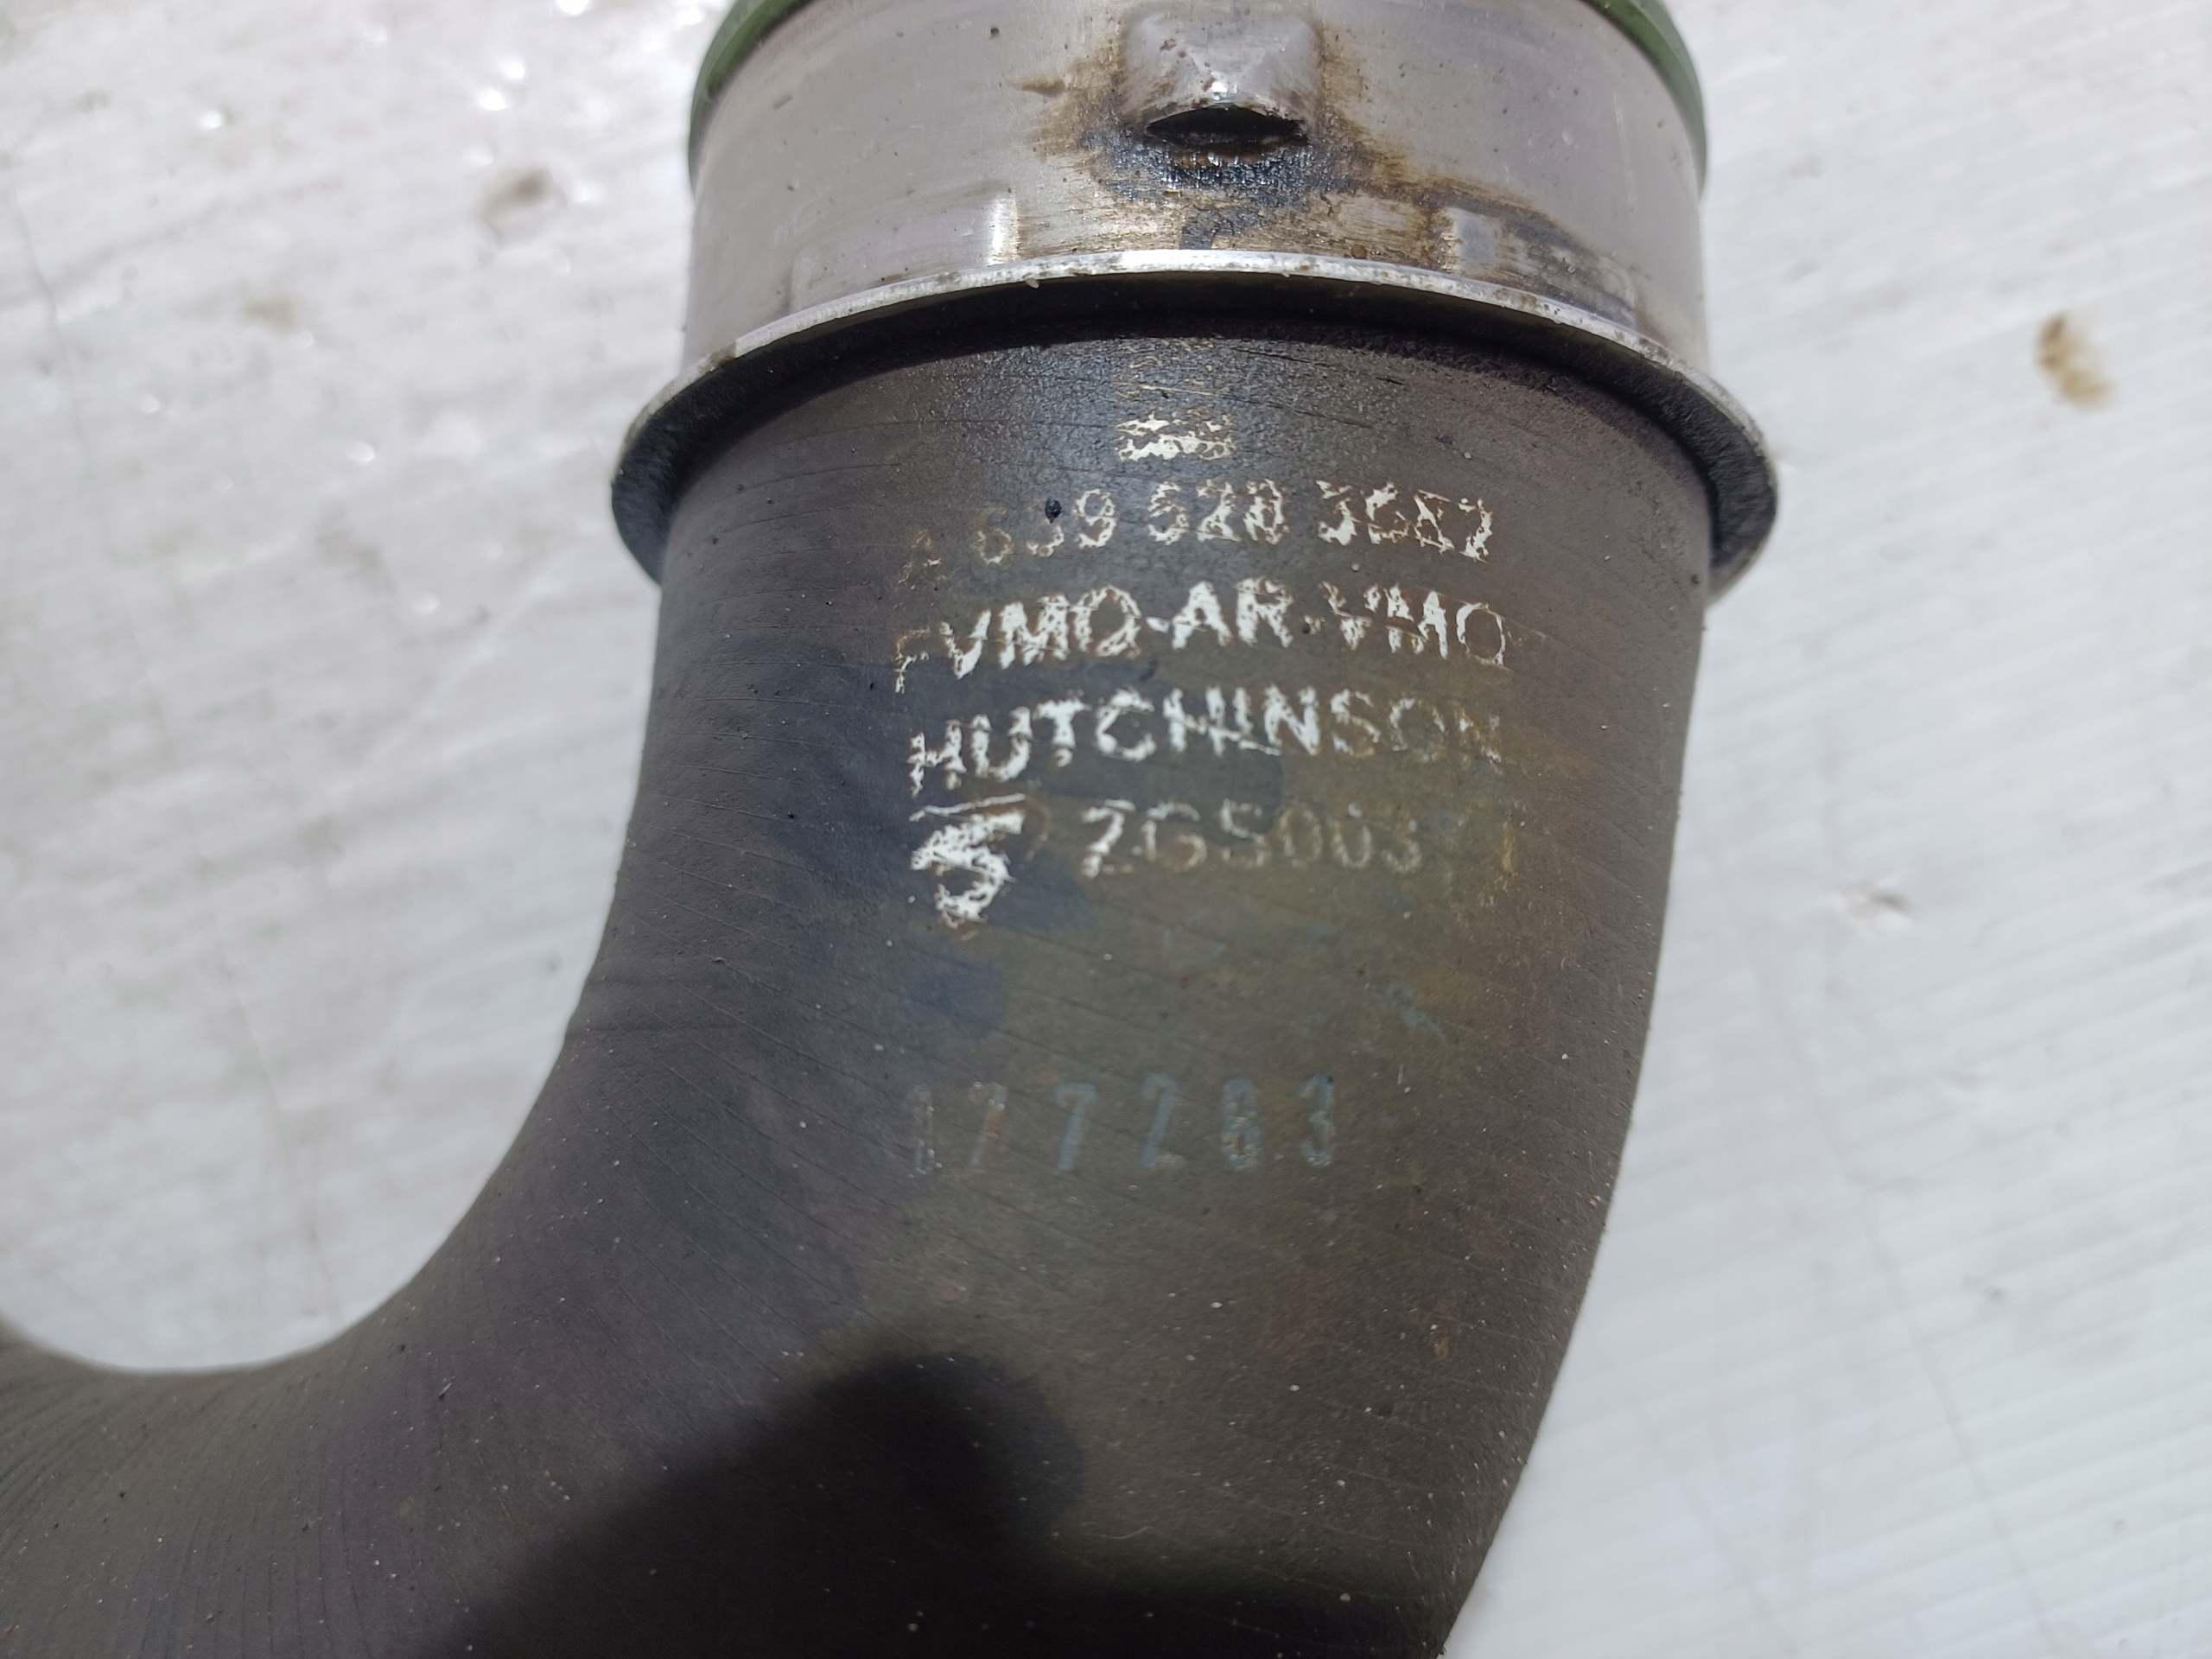 A 639 528 3682
FVMQ-AR-VMQ
HUTCHINSON
ZGS003
177283